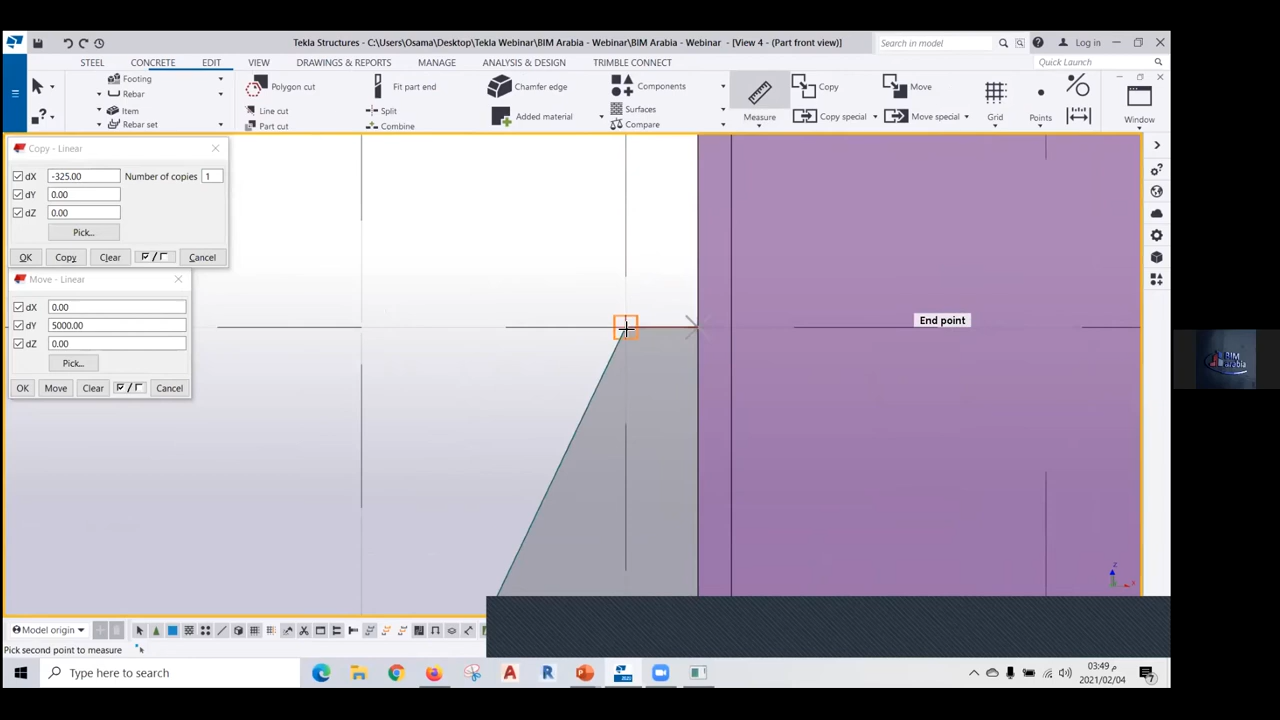 Tekla Structures - C:\Users\Osama\Desktop\Tekla Webinar\BIM Arabia - Webinar\BIM Arabia - Webinar - [View 4 - (Part front view)]
Search in model
Log in
STEEL CONCRETE EDIT VIEW DRAWINGS & REPORTS MANAGE ANALYSIS & DESIGN TRIMBLE CONNECT
Quick Launch
Footing
Rebar
Item
Rebar set
Polygon cut
Line cut
Part cut
Fit part end
Split
Combine
Chamfer edge
Added material
Components
Surfaces
Compare
Measure
Copy
Copy special
Move
Move special
Grid
Points
Window
Copy - Linear
dX -325.00 Number of copies 1
dY 0.00
dZ 0.00
Pick...
OK Copy Clear Cancel
Move - Linear
dX 0.00
dY 5000.00
dZ 0.00
Pick...
OK Move Clear Cancel
End point
BIM
arabia
z
x
Model origin
Pick second point to measure
Type here to search
03:49 م
2021/02/04
7